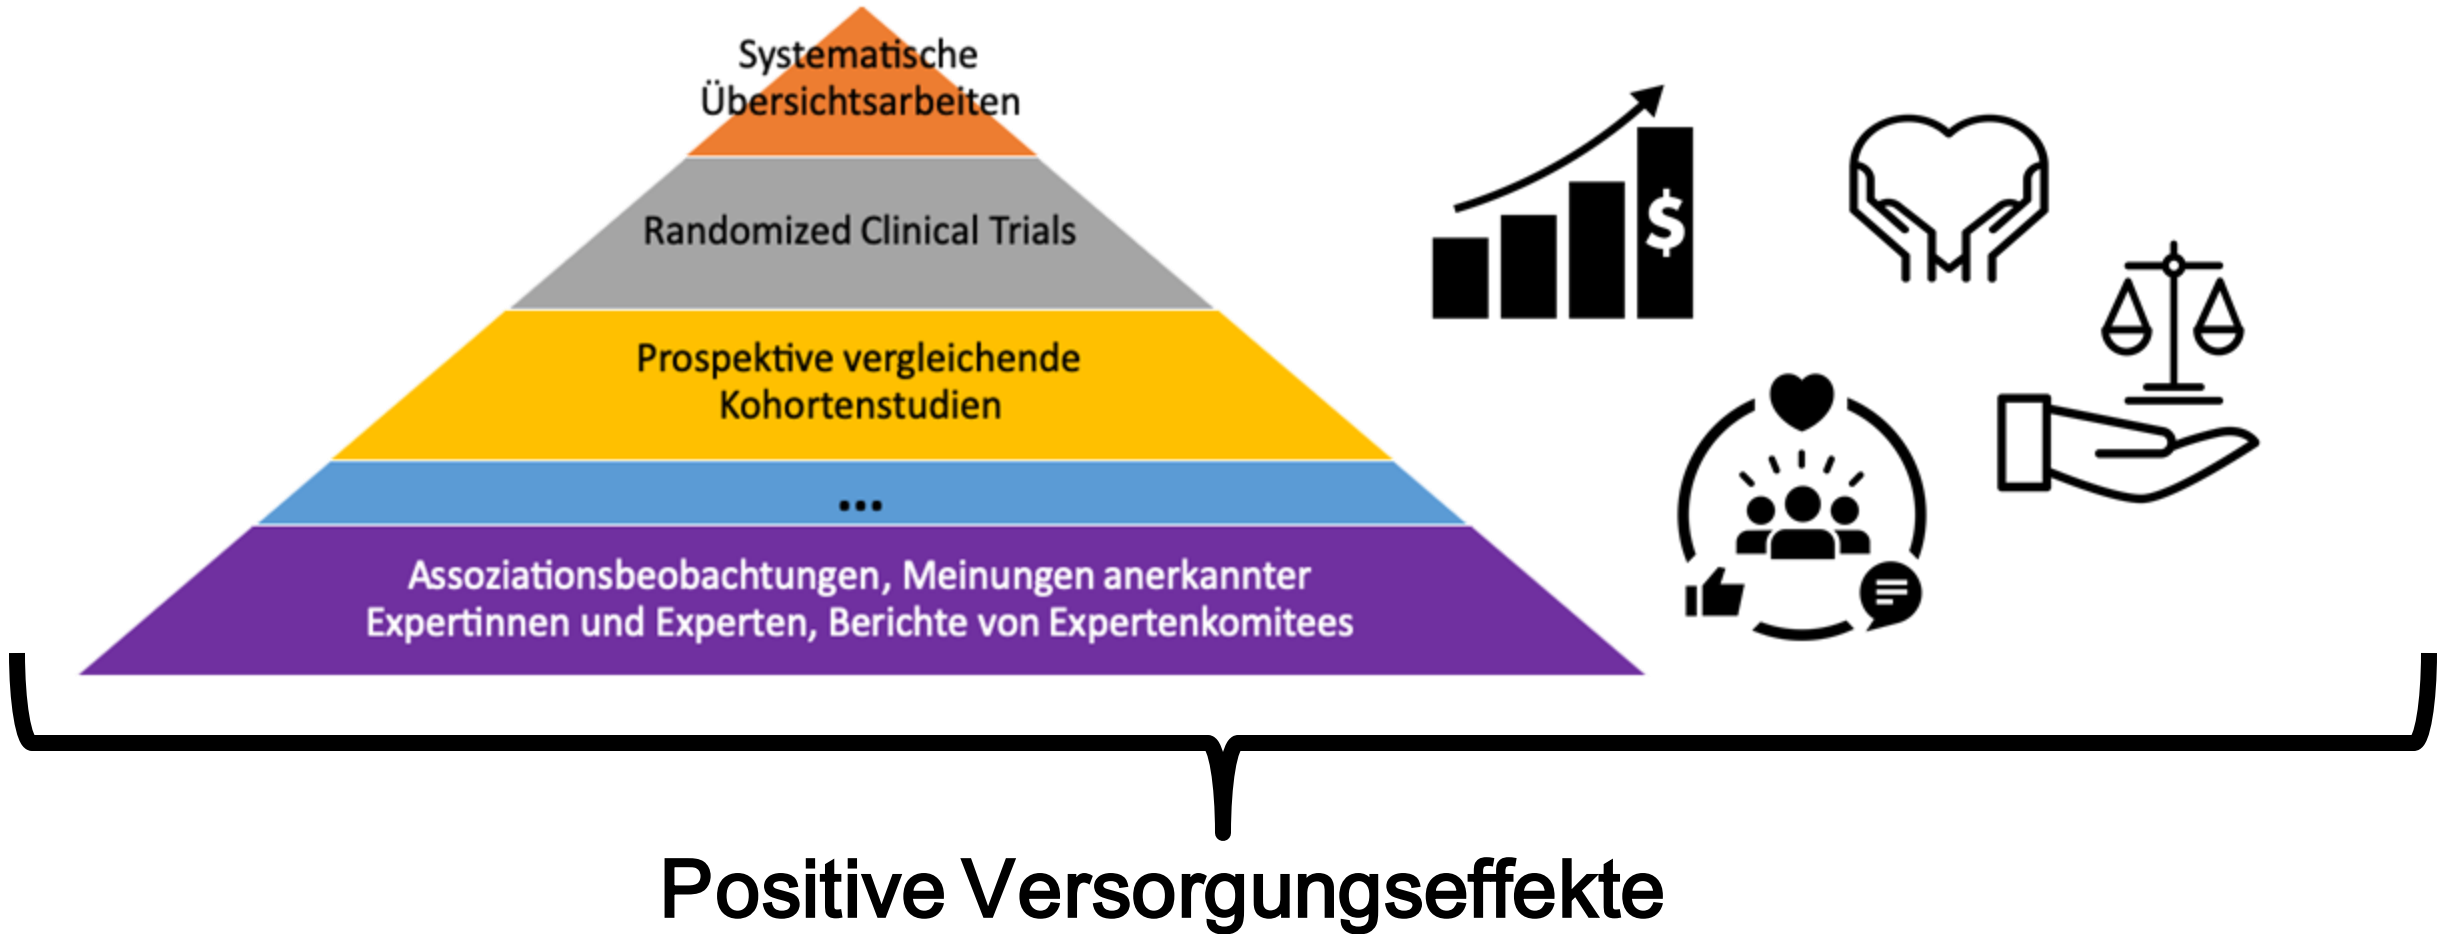 Systematische
Übersichtsarbeiten
Randomized Clinical Trials
Prospektive vergleichende
Kohortenstudien
...
Assoziationsbeobachtungen, Meinungen anerkannter
Expertinnen und Experten, Berichte von Expertenkomitees
$
Positive Versorgungseffekte